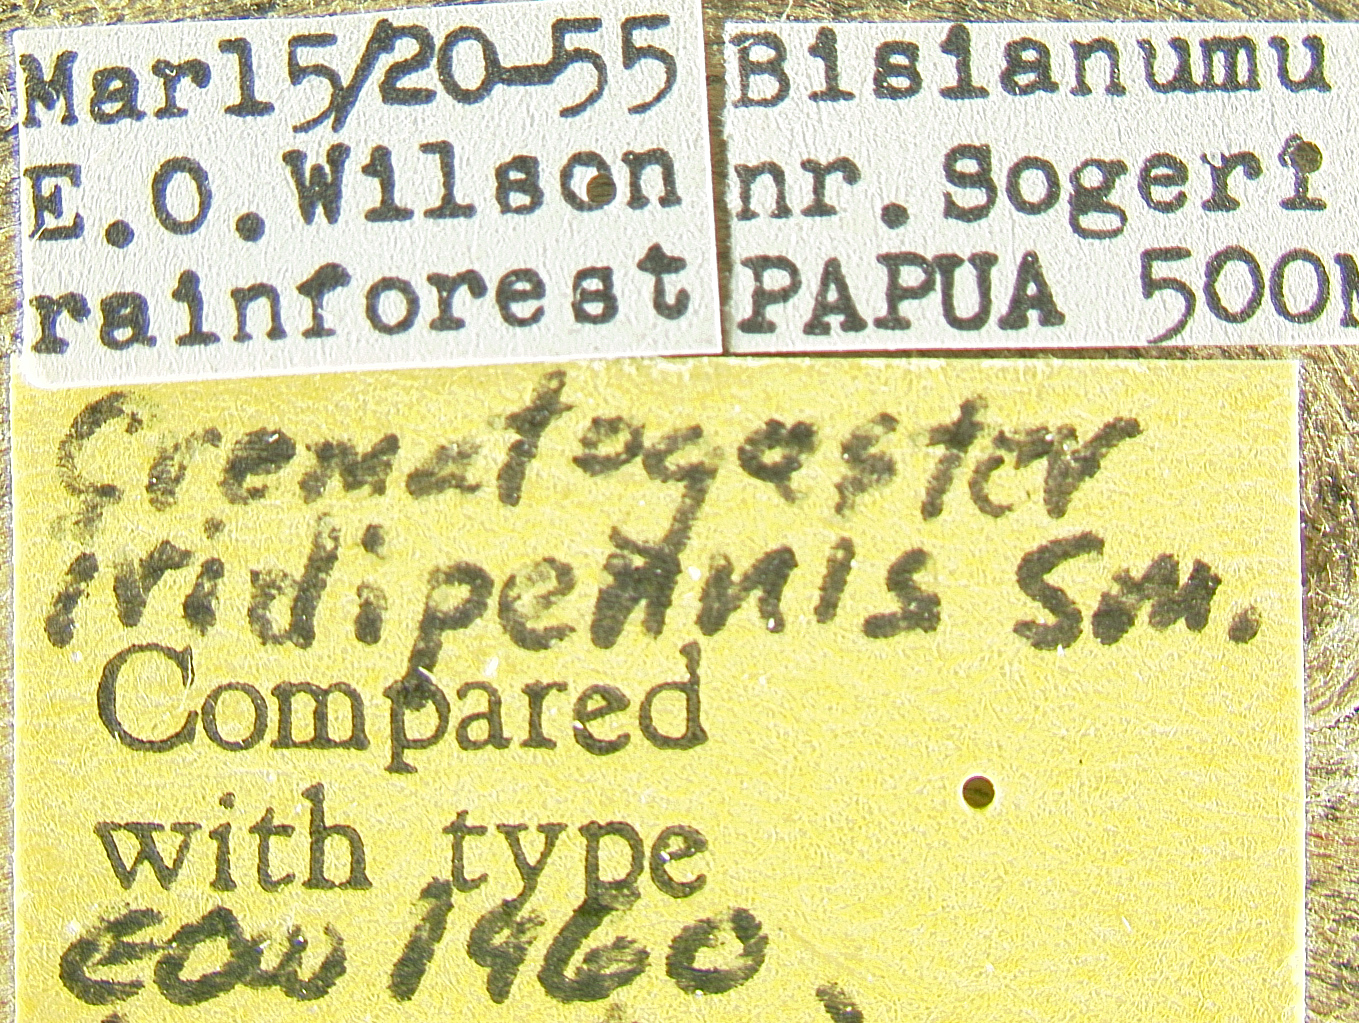 Mar15/20-55
E.O.Wilson
rainforest
Bisianumu
nr. Sogeri
PAPUA 500M
Crematogaster
iridipennis Sm.
Compared
with type
EOW 1960